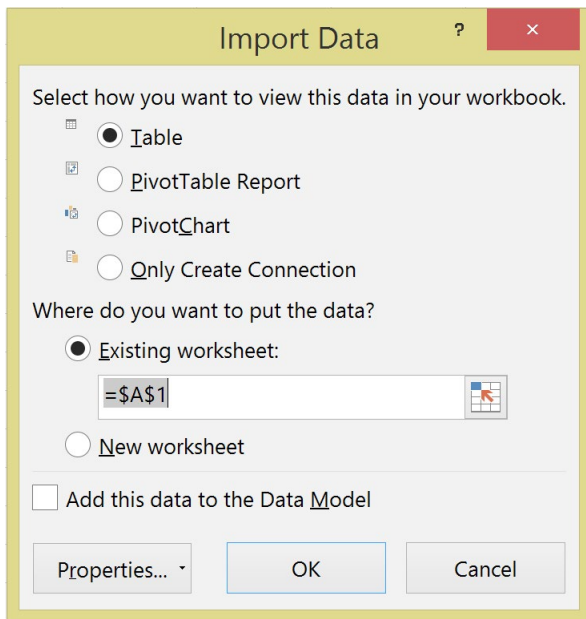 Import Data ?
Select how you want to view this data in your workbook.
Table
PivotTable Report
PivotChart
Only Create Connection
Where do you want to put the data?
Existing worksheet:
=$A$1
New worksheet
Add this data to the Data Model
Properties... OK Cancel